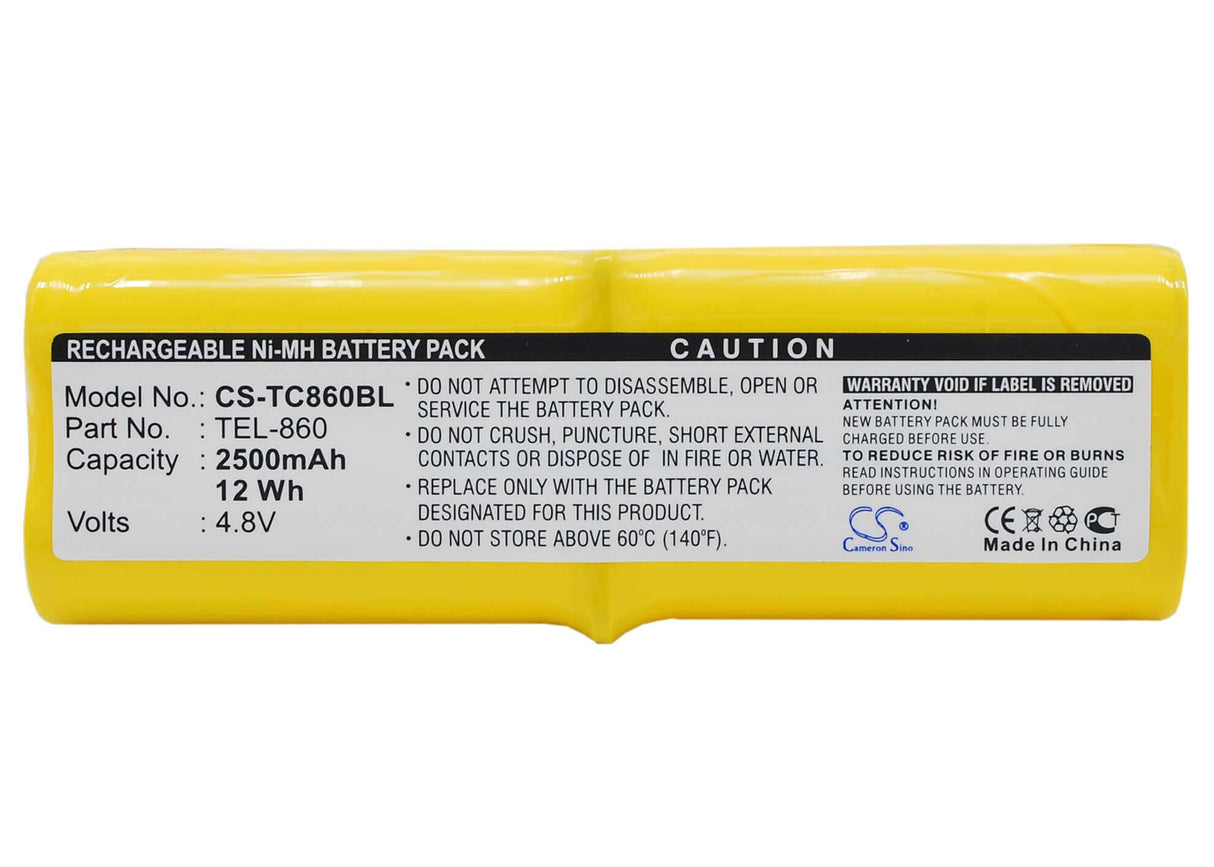 RECHARGEABLE Ni-MH BATTERY PACK
CAUTION
Model No.: CS-TC860BL
Part No. : TEL-860
Capacity : 2500mAh
12 Wh
Volts : 4.8V
• DO NOT ATTEMPT TO DISASSEMBLE, OPEN OR
SERVICE THE BATTERY PACK.
• DO NOT CRUSH, PUNCTURE, SHORT EXTERNAL
CONTACTS OR DISPOSE OF IN FIRE OR WATER.
• REPLACE ONLY WITH THE BATTERY PACK
DESIGNATED FOR THIS PRODUCT.
• DO NOT STORE ABOVE 60°C (140°F).
WARRANTY VOID IF LABEL IS REMOVED
ATTENTION!
NEW BATTERY PACK MUST BE FULLY
CHARGED BEFORE USE.
TO REDUCE RISK OF FIRE OR BURNS
READ INSTRUCTIONS IN OPERATING GUIDE
BEFORE USING THE BATTERY.
CS®
Cameron Sino
CE PCT
Made In China